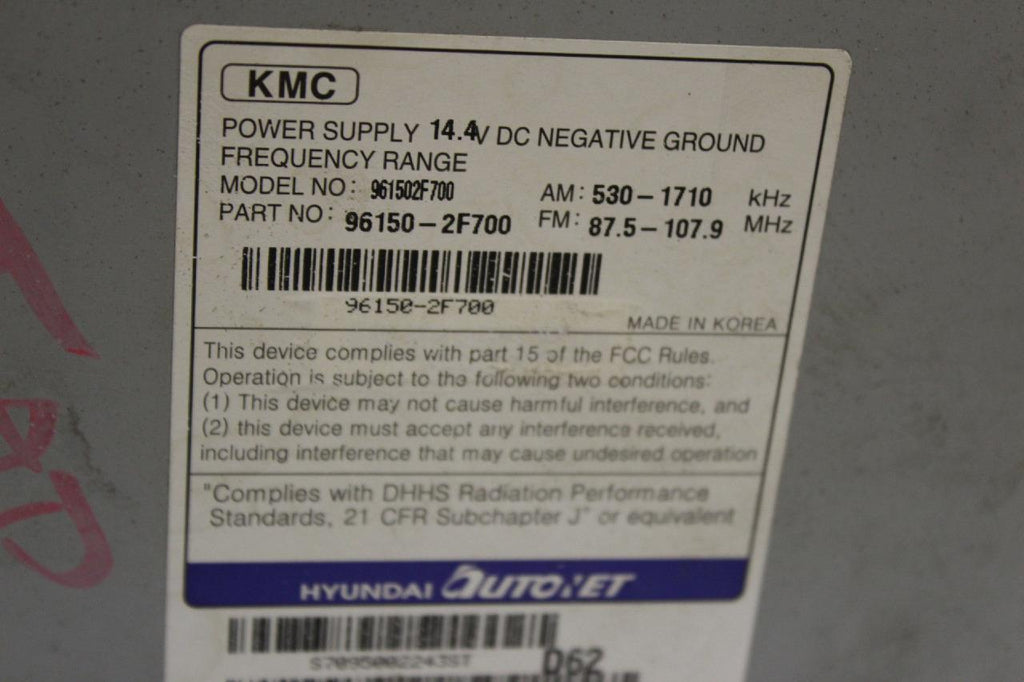 KMC
POWER SUPPLY 14.4V DC NEGATIVE GROUND
FREQUENCY RANGE
MODEL NO: 961502F700 AM: 530-1710 kHz
PART NO: 96150-2F700 FM: 87.5-107.9 MHz
96150-2F700
MADE IN KOREA
This device complies with part 15 of the FCC Rules.
Operation is subject to the following two conditions:
(1) This device may not cause harmful interference, and
(2) this device must accept any interference received,
including interference that may cause undesired operation
"Complies with DHHS Radiation Performance
Standards, 21 CFR Subchapter J" or equivalent
HYUNDAI AUTONET
D62